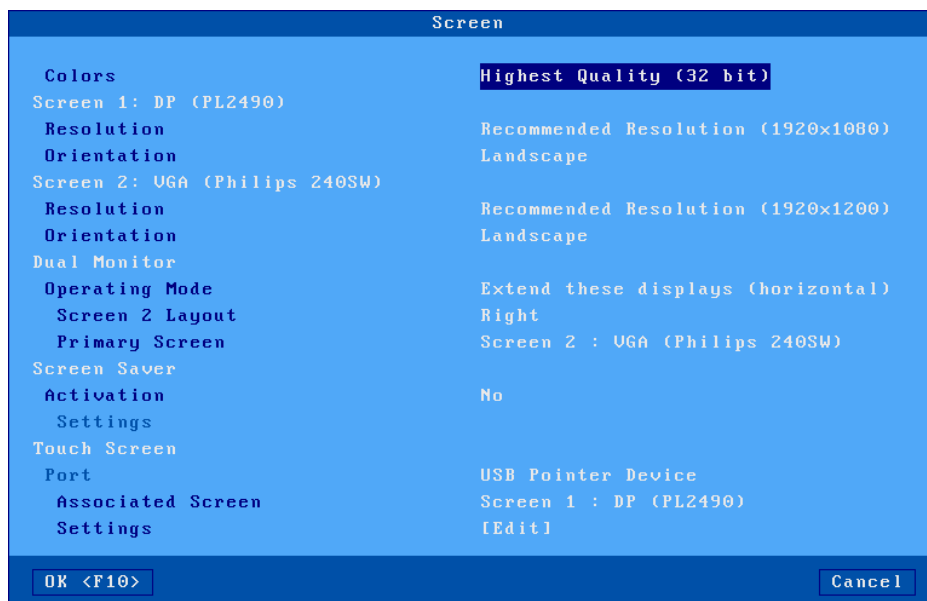 Screen
Colors Highest Quality (32 bit)
Screen 1: DP (PL2490)
Resolution Recommended Resolution (1920x1080)
Orientation Landscape
Screen 2: VGA (Philips 240SW)
Resolution Recommended Resolution (1920x1200)
Orientation Landscape
Dual Monitor
Operating Mode Extend these displays (horizontal)
Screen 2 Layout Right
Primary Screen Screen 2 : VGA (Philips 240SW)
Screen Saver
Activation No
Settings
Touch Screen
Port USB Pointer Device
Associated Screen Screen 1 : DP (PL2490)
Settings [Edit]
OK <F10> Cancel